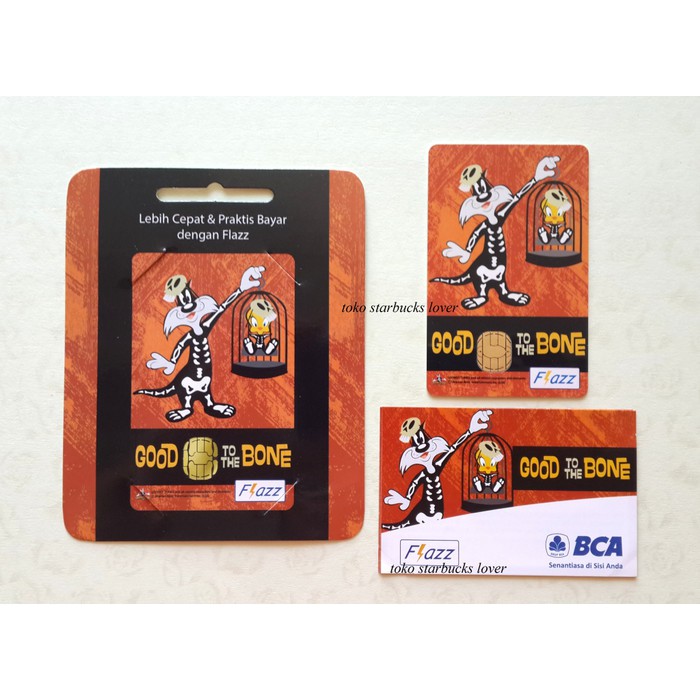 Lebih Cepat & Praktis Bayar
dengan Flazz
GOOD TO THE BONE
Flazz
toko starbucks lover
GOOD TO THE BONE
Flazz
GOOD TO THE BONE
Flazz
BCA
Senantiasa di Sisi Anda
toko starbucks lover